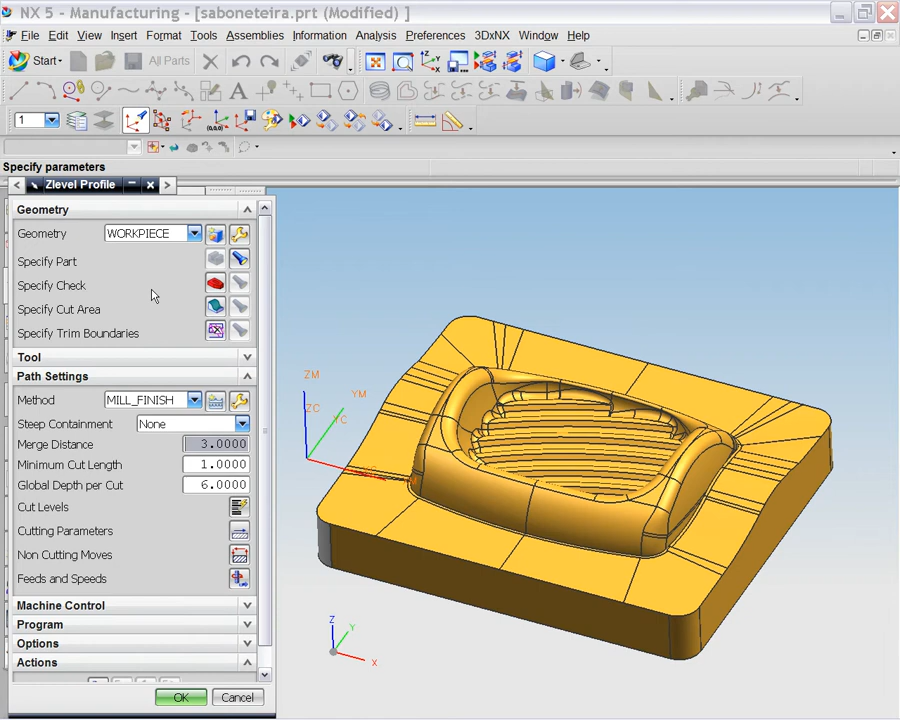 NX 5 - Manufacturing - [saboneteira.prt (Modified) ]
File Edit View Insert Format Tools Assemblies Information Analysis Preferences 3DxNX Window Help
Start All Parts
1
Specify parameters
Zlevel Profile
Geometry
Geometry WORKPIECE
Specify Part
Specify Check
Specify Cut Area
Specify Trim Boundaries
Tool
Path Settings
Method MILL_FINISH
Steep Containment None
Merge Distance 3.0000
Minimum Cut Length 1.0000
Global Depth per Cut 6.0000
Cut Levels
Cutting Parameters
Non Cutting Moves
Feeds and Speeds
Machine Control
Program
Options
Actions
OK Cancel
ZM
YM
ZC
YC
Z
Y
X